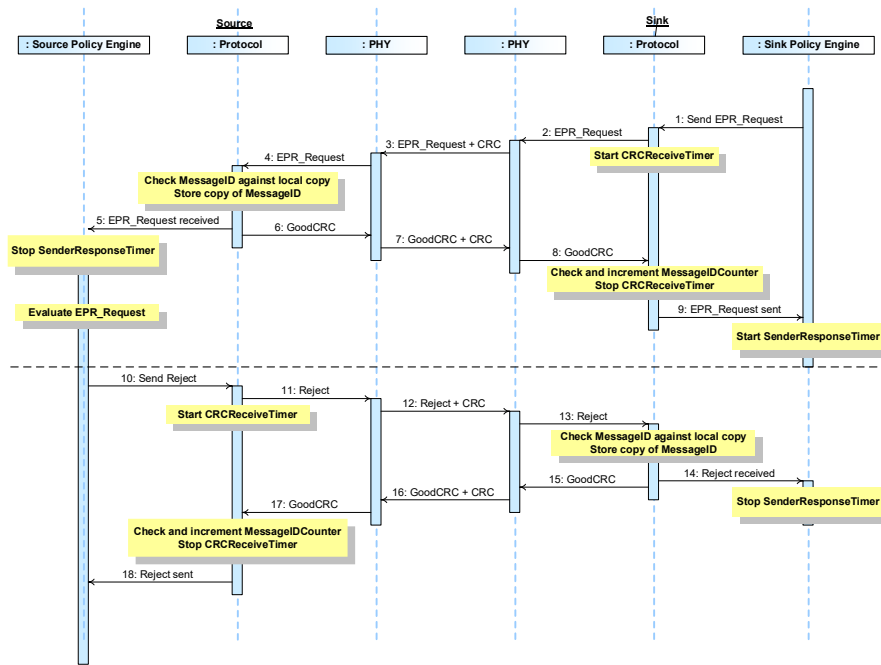 Source
Sink
: Source Policy Engine
: Protocol
: PHY
: PHY
: Protocol
: Sink Policy Engine
1: Send EPR_Request
2: EPR_Request
3: EPR_Request + CRC
Start CRCReceiveTimer
4: EPR_Request
Check MessageID against local copy
Store copy of MessageID
5: EPR_Request received
6: GoodCRC
7: GoodCRC + CRC
Stop SenderResponseTimer
8: GoodCRC
Check and increment MessageIDCounter
Stop CRCReceiveTimer
Evaluate EPR_Request
9: EPR_Request sent
Start SenderResponseTimer
10: Send Reject
11: Reject
Start CRCReceiveTimer
12: Reject + CRC
13: Reject
Check MessageID against local copy
Store copy of MessageID
14: Reject received
15: GoodCRC
16: GoodCRC + CRC
Stop SenderResponseTimer
17: GoodCRC
Check and increment MessageIDCounter
Stop CRCReceiveTimer
18: Reject sent